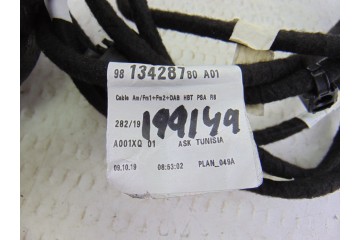 98 134287 80 A01
Cable Am/Fm1+Fm2+DAB HBT PSA R8
282/19
199149
A001XQ 01 ASK TUNISIA
09.10.19 08:53:02 PLAN_049A